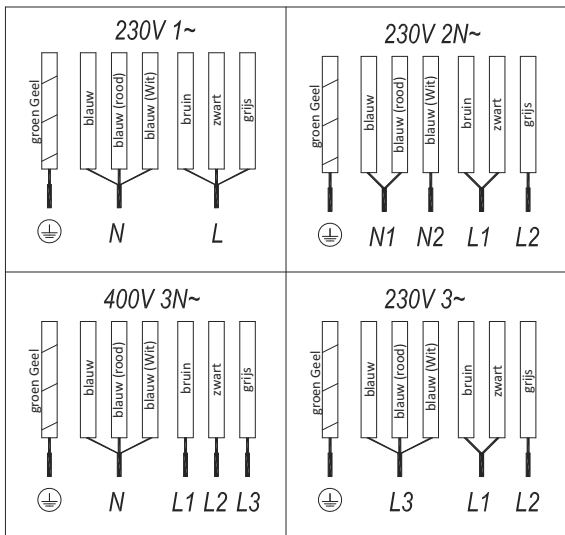 230V 1~
groen Geel
blauw
blauw (rood)
blauw (Wit)
bruin
zwart
grijs
N
L
230V 2N~
groen Geel
blauw
blauw (rood)
blauw (Wit)
bruin
zwart
grijs
N1
N2
L1
L2
400V 3N~
groen Geel
blauw
blauw (rood)
blauw (Wit)
bruin
zwart
grijs
N
L1
L2
L3
230V 3~
groen Geel
blauw
blauw (rood)
blauw (Wit)
bruin
zwart
grijs
L3
L1
L2